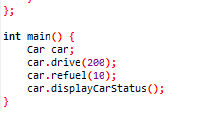 };
int main() {
Car car;
car.drive(200);
car.refuel(10);
car.displayCarStatus();
}